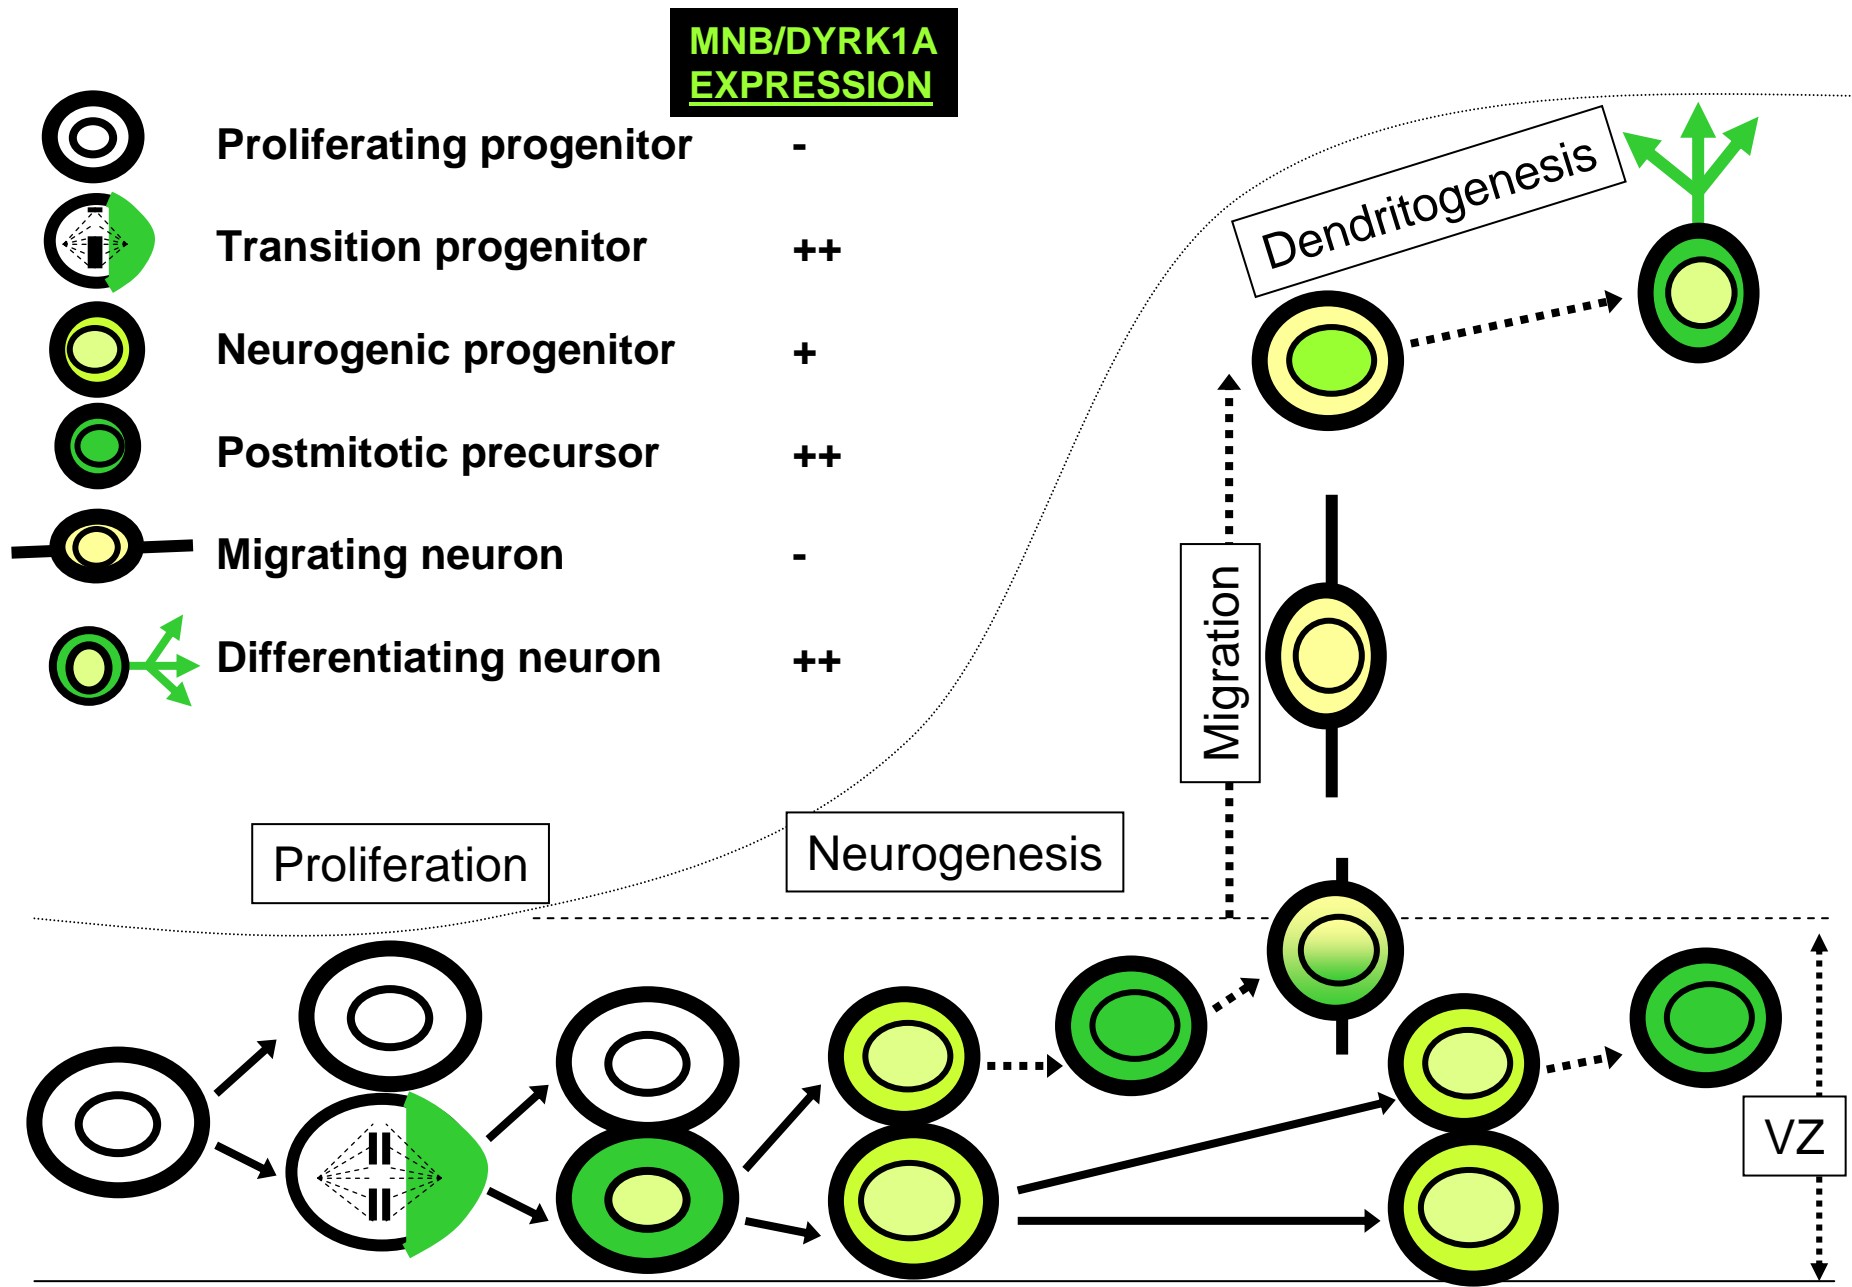 MNB/DYRK1A
EXPRESSION
Proliferating progenitor -
Transition progenitor ++
Neurogenic progenitor +
Postmitotic precursor ++
Migrating neuron -
Differentiating neuron ++
Dendritogenesis
Migration
Proliferation
Neurogenesis
VZ